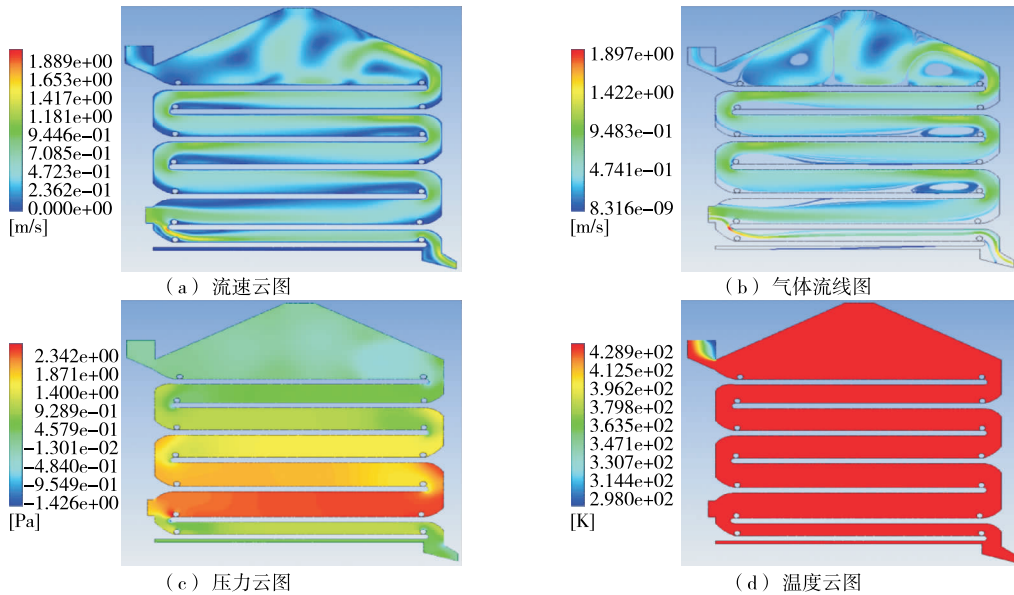 1.889e+00
1.653e+00
1.417e+00
1.181e+00
9.446e-01
7.085e-01
4.723e-01
2.362e-01
0.000e+00
[m/s]
(a) 流速云图
1.897e+00
1.422e+00
9.483e-01
4.741e-01
8.316e-09
[m/s]
(b) 气体流线图
2.342e+00
1.871e+00
1.400e+00
9.289e-01
4.579e-01
-1.301e-02
-4.840e-01
-9.549e-01
-1.426e+00
[Pa]
(c) 压力云图
4.289e+02
4.125e+02
3.962e+02
3.798e+02
3.635e+02
3.471e+02
3.307e+02
3.144e+02
2.980e+02
[K]
(d) 温度云图